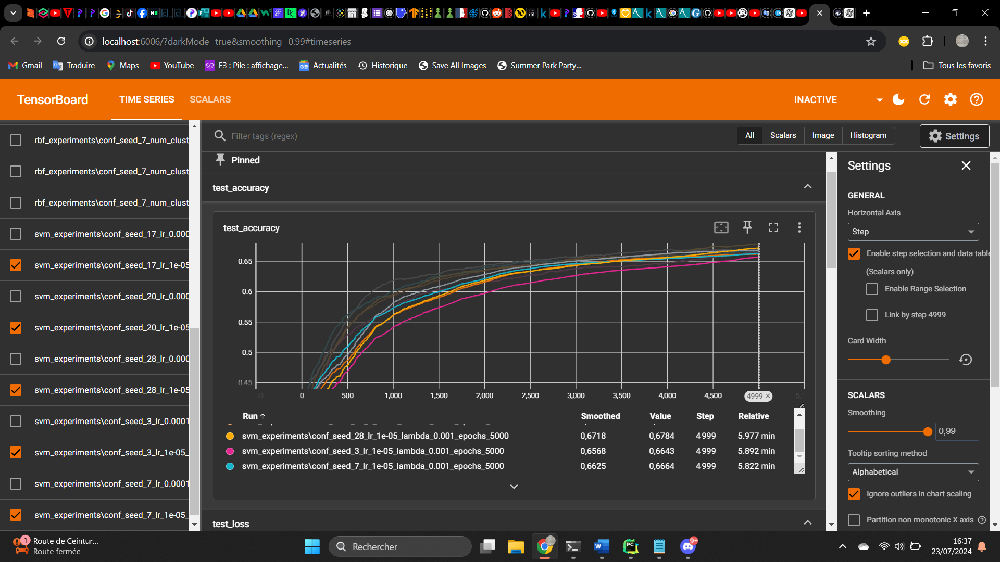 localhost:6006/?darkMode=true&smoothing=0.99#timeseries
Gmail
Traduire
Maps
YouTube
E3 : Pile : affichage...
Actualités
Historique
Save All Images
Summer Park Party...
Tous les favoris
TensorBoard
TIME SERIES
SCALARS
INACTIVE
rbf_experiments\conf_seed_7_num_clust
rbf_experiments\conf_seed_7_num_clust
rbf_experiments\conf_seed_7_num_clust
svm_experiments\conf_seed_17_lr_0.000
svm_experiments\conf_seed_17_lr_1e-05
svm_experiments\conf_seed_20_lr_0.000
svm_experiments\conf_seed_20_lr_1e-05
svm_experiments\conf_seed_28_lr_0.000
svm_experiments\conf_seed_28_lr_1e-05
svm_experiments\conf_seed_3_lr_0.0001
svm_experiments\conf_seed_3_lr_1e-05_
svm_experiments\conf_seed_7_lr_0.0001
svm_experiments\conf_seed_7_lr_1e-05_
Filter tags (regex)
All
Scalars
Image
Histogram
Settings
Pinned
test_accuracy
test_accuracy
0.65
0.6
0.55
0.5
0.45
0
500
1,000
1,500
2,000
2,500
3,000
3,500
4,000
4,500
4999 ×
Run ↑ Smoothed Value Step Relative
svm_experiments\conf_seed_28_lr_1e-05_lambda_0.001_epochs_5000 0,6718 0,6784 4 999 5.977 min
svm_experiments\conf_seed_3_lr_1e-05_lambda_0.001_epochs_5000 0,6568 0,6643 4 999 5.892 min
svm_experiments\conf_seed_7_lr_1e-05_lambda_0.001_epochs_5000 0,6625 0,6664 4 999 5.822 min
test_loss
Settings
GENERAL
Horizontal Axis
Step
Enable step selection and data table
(Scalars only)
Enable Range Selection
Link by step 4999
Card Width
SCALARS
Smoothing
0,99
Tooltip sorting method
Alphabetical
Ignore outliers in chart scaling
Partition non-monotonic X axis
1
Route de Ceintur...
Route fermée
Rechercher
9+
16:37
23/07/2024